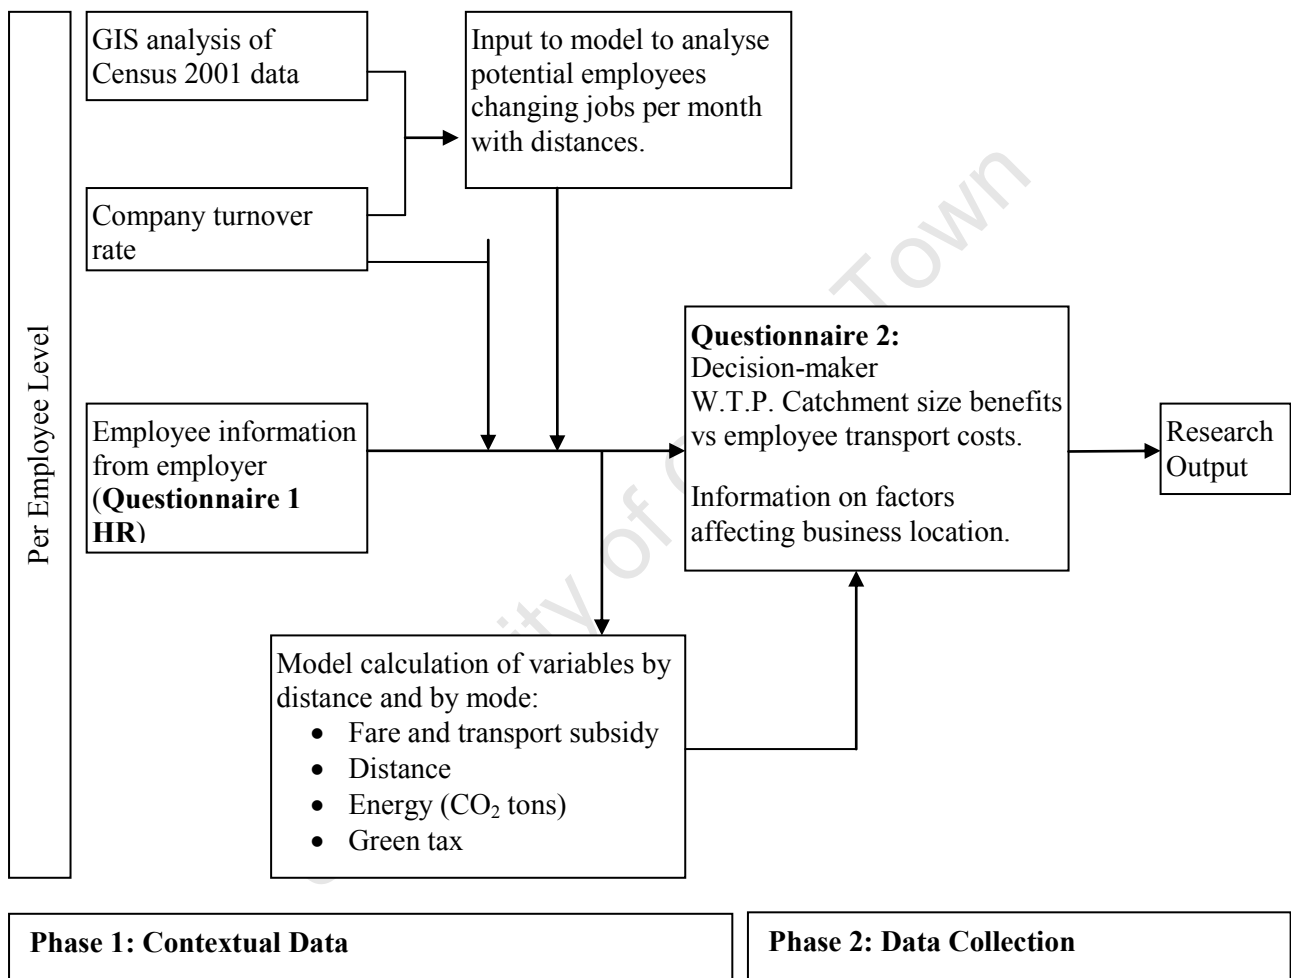 Per Employee Level
GIS analysis of
Census 2001 data
Input to model to analyse
potential employees
changing jobs per month
with distances.
Company turnover
rate
Employee information
from employer
(Questionnaire 1
HR)
Questionnaire 2:
Decision-maker
W.T.P. Catchment size benefits
vs employee transport costs.
Information on factors
affecting business location.
Research
Output
Model calculation of variables by
distance and by mode:
• Fare and transport subsidy
• Distance
• Energy (CO₂ tons)
• Green tax
Phase 1: Contextual Data
Phase 2: Data Collection
of
Town